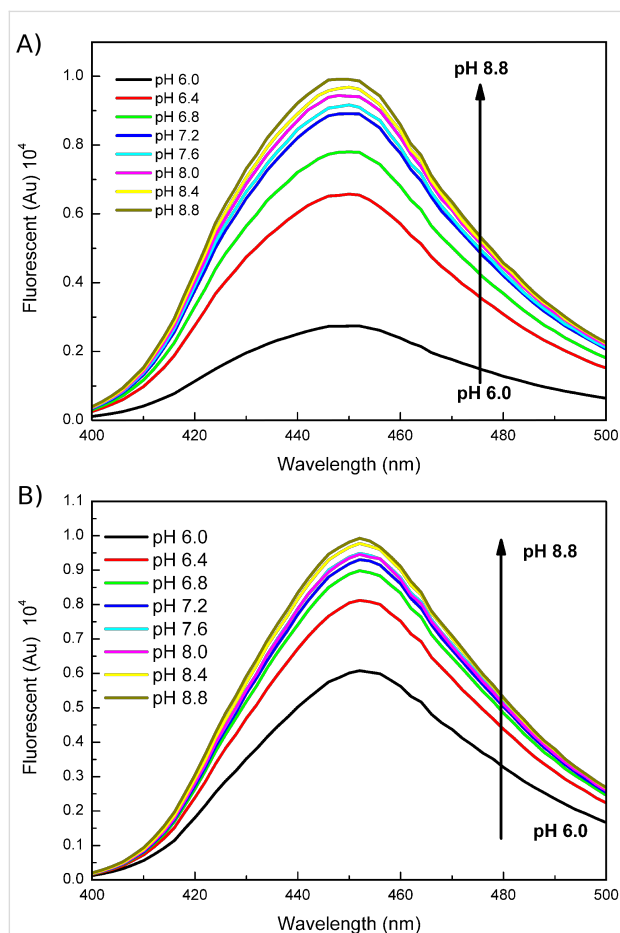 A)
1.0
0.8
0.6
0.4
0.2
0.0
Fluorescent (Au) 10⁴
pH 6.0
pH 6.4
pH 6.8
pH 7.2
pH 7.6
pH 8.0
pH 8.4
pH 8.8
pH 8.8
pH 6.0
400 420 440 460 480 500
Wavelength (nm)
B)
1.1
1.0
0.9
0.8
0.7
0.6
0.5
0.4
0.3
0.2
0.1
0.0
Fluorescent (Au) 10⁴
pH 6.0
pH 6.4
pH 6.8
pH 7.2
pH 7.6
pH 8.0
pH 8.4
pH 8.8
pH 8.8
pH 6.0
400 420 440 460 480 500
Wavelength (nm)